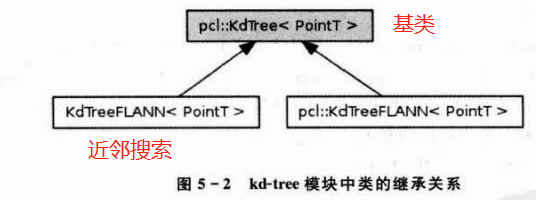 pcl::KdTree< PointT >
基类
KdTreeFLANN< PointT >
pcl::KdTreeFLANN< PointT >
近邻搜索
图 5-2 kd-tree 模块中类的继承关系